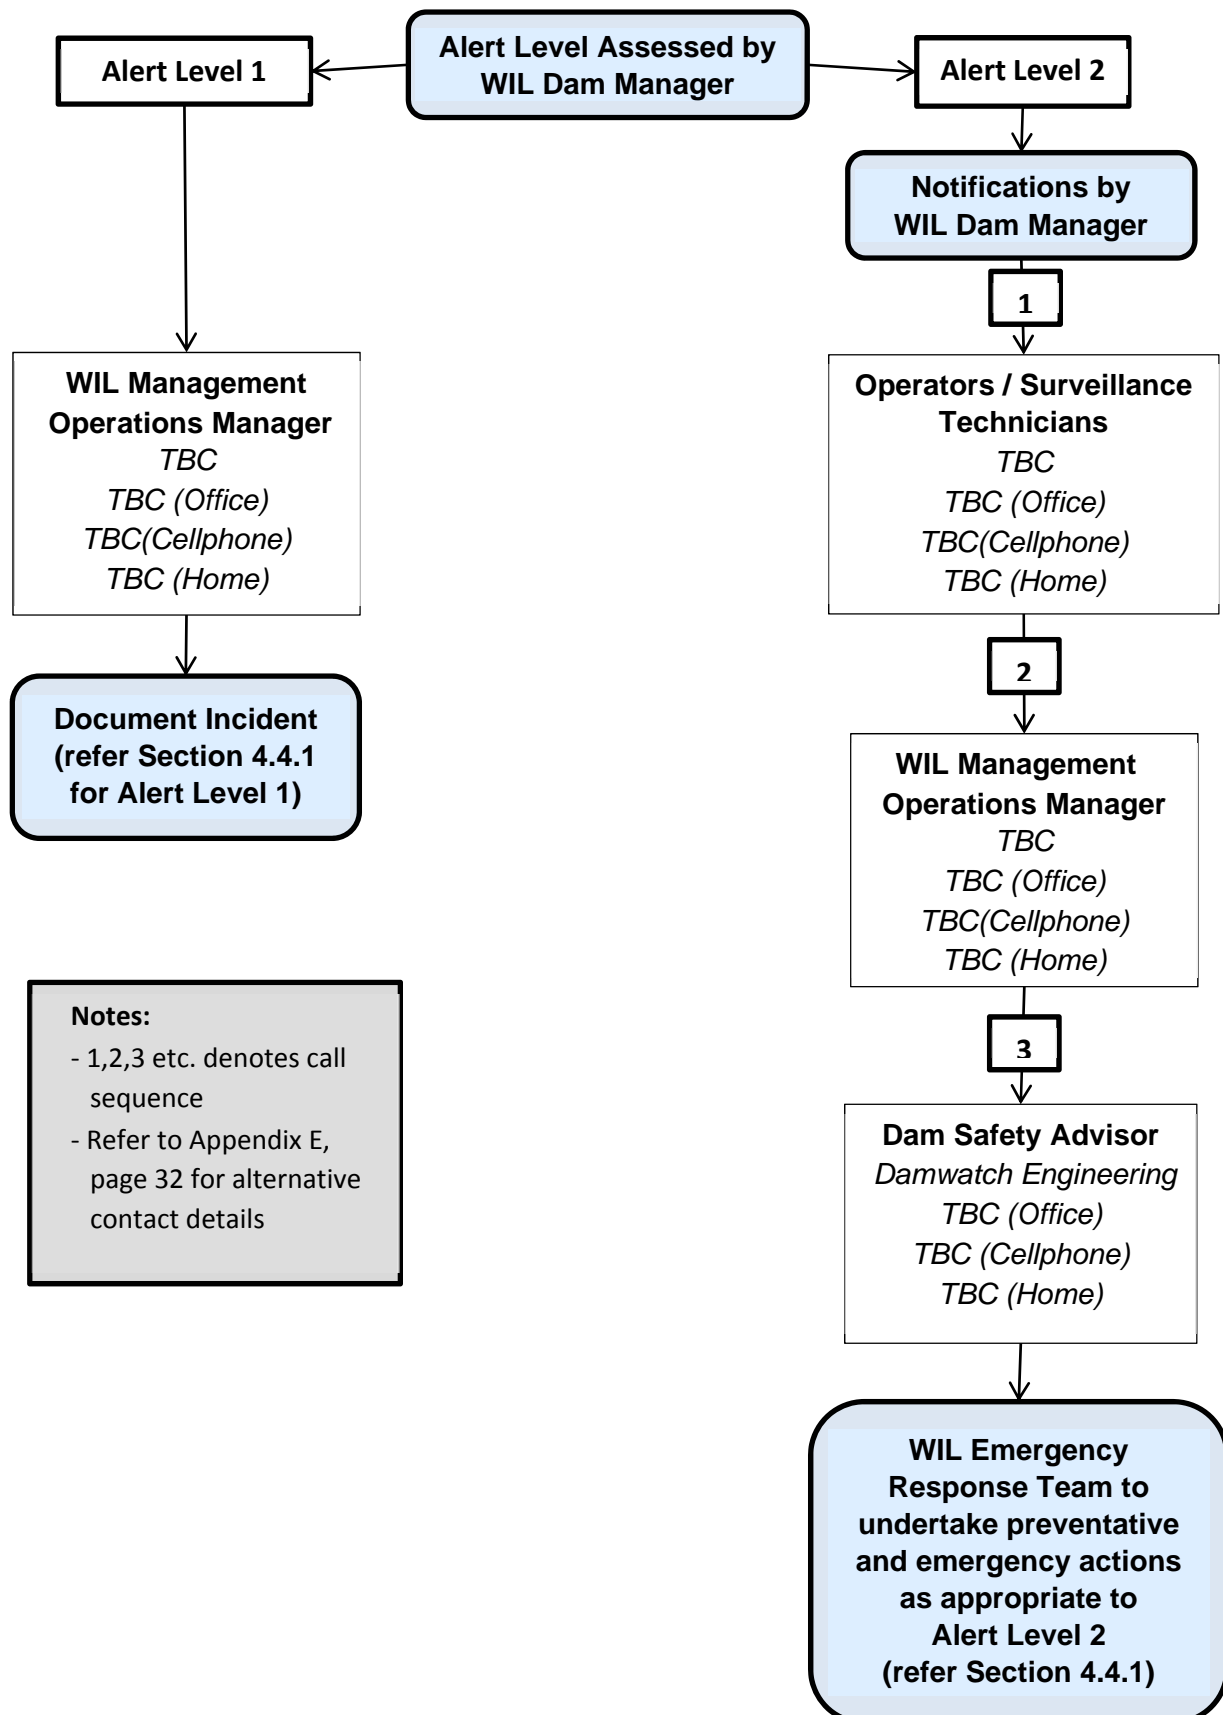 Alert Level Assessed by
WIL Dam Manager
Alert Level 1
Alert Level 2
Notifications by
WIL Dam Manager
1
WIL Management
Operations Manager
TBC
TBC (Office)
TBC(Cellphone)
TBC (Home)
Operators / Surveillance
Technicians
TBC
TBC (Office)
TBC(Cellphone)
TBC (Home)
2
Document Incident
(refer Section 4.4.1
for Alert Level 1)
WIL Management
Operations Manager
TBC
TBC (Office)
TBC(Cellphone)
TBC (Home)
Notes:
- 1,2,3 etc. denotes call
sequence
- Refer to Appendix E,
page 32 for alternative
contact details
3
Dam Safety Advisor
Damwatch Engineering
TBC (Office)
TBC (Cellphone)
TBC (Home)
WIL Emergency
Response Team to
undertake preventative
and emergency actions
as appropriate to
Alert Level 2
(refer Section 4.4.1)